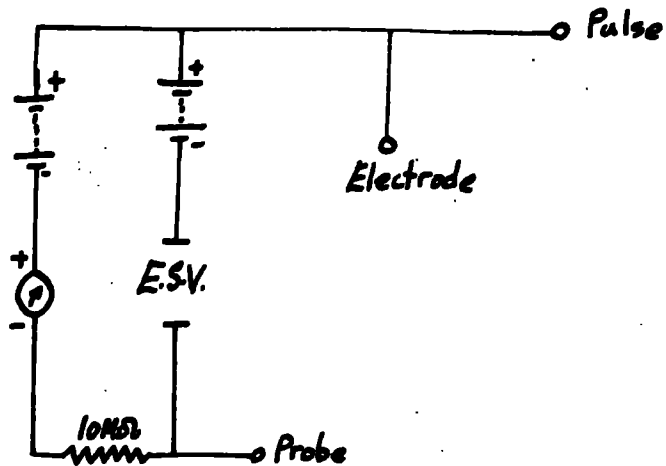 Pulse
+
+
-
-
Electrode
+
E.S.V.
-
10MΩ
Probe